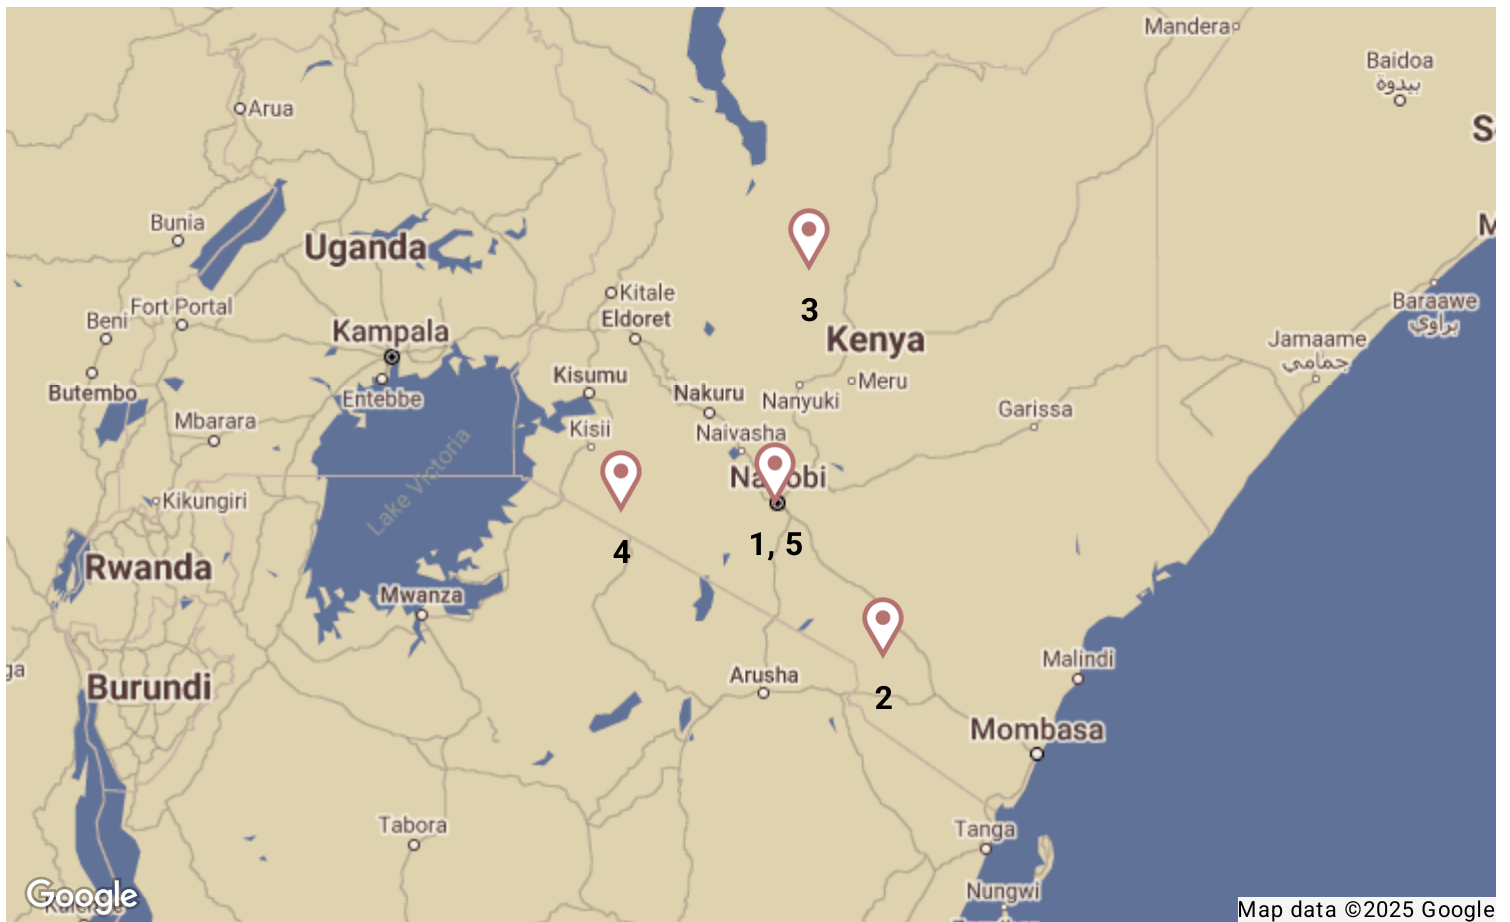 Mandera
Baidoa
بيدوة
Arua
Bunia
Uganda
Kitale
3
Fort Portal
Beni
Kampala
Eldoret
Kenya
Baraawe
براوي
Jamaame
جمامي
Butembo
Entebbe
Kisumu
Nakuru
Nanyuki
Meru
Mbarara
Kisii
Naivasha
Garissa
Lake Victoria
Kikungiri
4
1, 5
Rwanda
Mwanza
Burundi
Arusha
2
Malindi
Mombasa
Tabora
Tanga
Nungwi
Google
Map data ©2025 Google